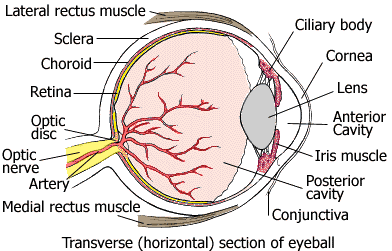 Lateral rectus muscle
Sclera
Choroid
Retina
Optic
disc
Optic
nerve
Artery
Medial rectus muscle
Ciliary body
Cornea
Lens
Anterior
Cavity
Iris muscle
Posterior
cavity
Conjunctiva
Transverse (horizontal) section of eyeball